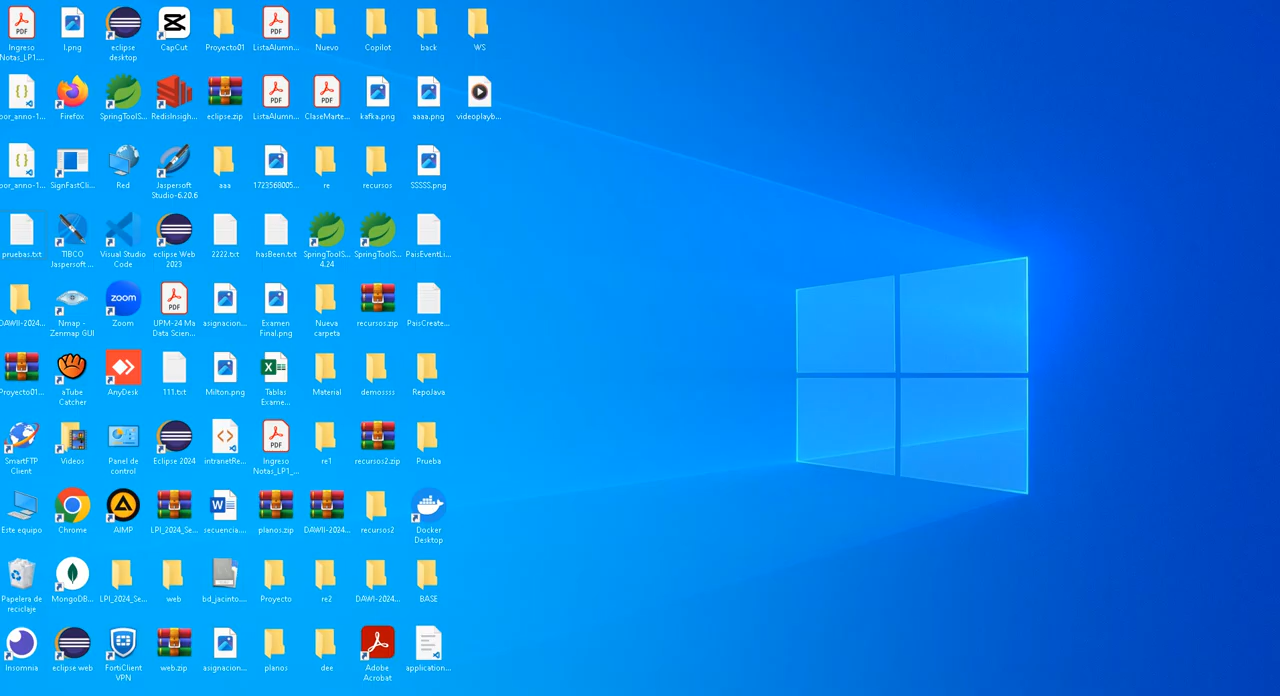 Ingreso
Notas_LP1....
I.png
eclipse
desktop
CapCut
Proyecto01
ListaAlumn...
Nuevo
Copilot
back
WS
por_anno-1...
Firefox
SpringToolS...
RedisInsigh...
eclipse.zip
ListaAlumn...
ClaseMarte...
kafka.png
aaaa.png
videoplayb...
por_anno-1...
SignFastCli...
Red
Jaspersoft
Studio-6.20.6
aaa
1723568005...
re
recursos
SSSSS.png
pruebas.txt
TIBCO
Jaspersoft ...
Visual Studio
Code
eclipse Web
2023
2222.txt
hasBeen.txt
SpringToolS...
4.24
SpringToolS...
PaisEventLi...
DAWII-2024...
Nmap -
Zenmap GUI
zoom
Zoom
UPM-24 Ma
Data Scien...
asignacion...
Examen
Final.png
Nueva
carpeta
recursos.zip
PaisCreate...
Proyecto01...
aTube
Catcher
AnyDesk
111.txt
Milton.png
Tablas
Exame...
Material
demossss
RepoJava
SmartFTP
Client
Videos
Panel de
control
Eclipse 2024
intranetRe...
Ingreso
Notas_LP1_...
re1
recursos2.zip
Prueba
Este equipo
Chrome
AIMP
LPI_2024_Se...
secuencia....
planos.zip
DAWII-2024...
recursos2
Docker
Desktop
Papelera de
reciclaje
MongoDB...
LPI_2024_Se...
web
bd_jacinto....
Proyecto
re2
DAWI-2024...
BASE
Insomnia
eclipse web
FortiClient
VPN
web.zip
asignacion...
planos
dee
Adobe
Acrobat
application...